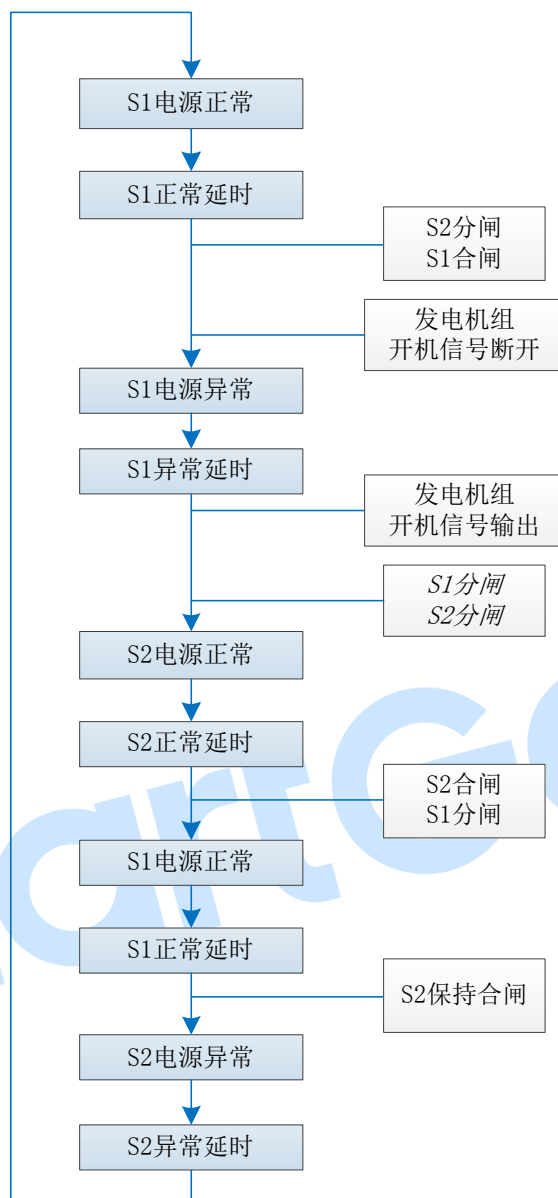 S1电源正常
S1正常延时
S2分闸
S1合闸
发电机组
开机信号断开
S1电源异常
S1异常延时
发电机组
开机信号输出
S1分闸
S2分闸
S2电源正常
S2正常延时
S2合闸
S1分闸
S1电源正常
S1正常延时
S2保持合闸
S2电源异常
S2异常延时